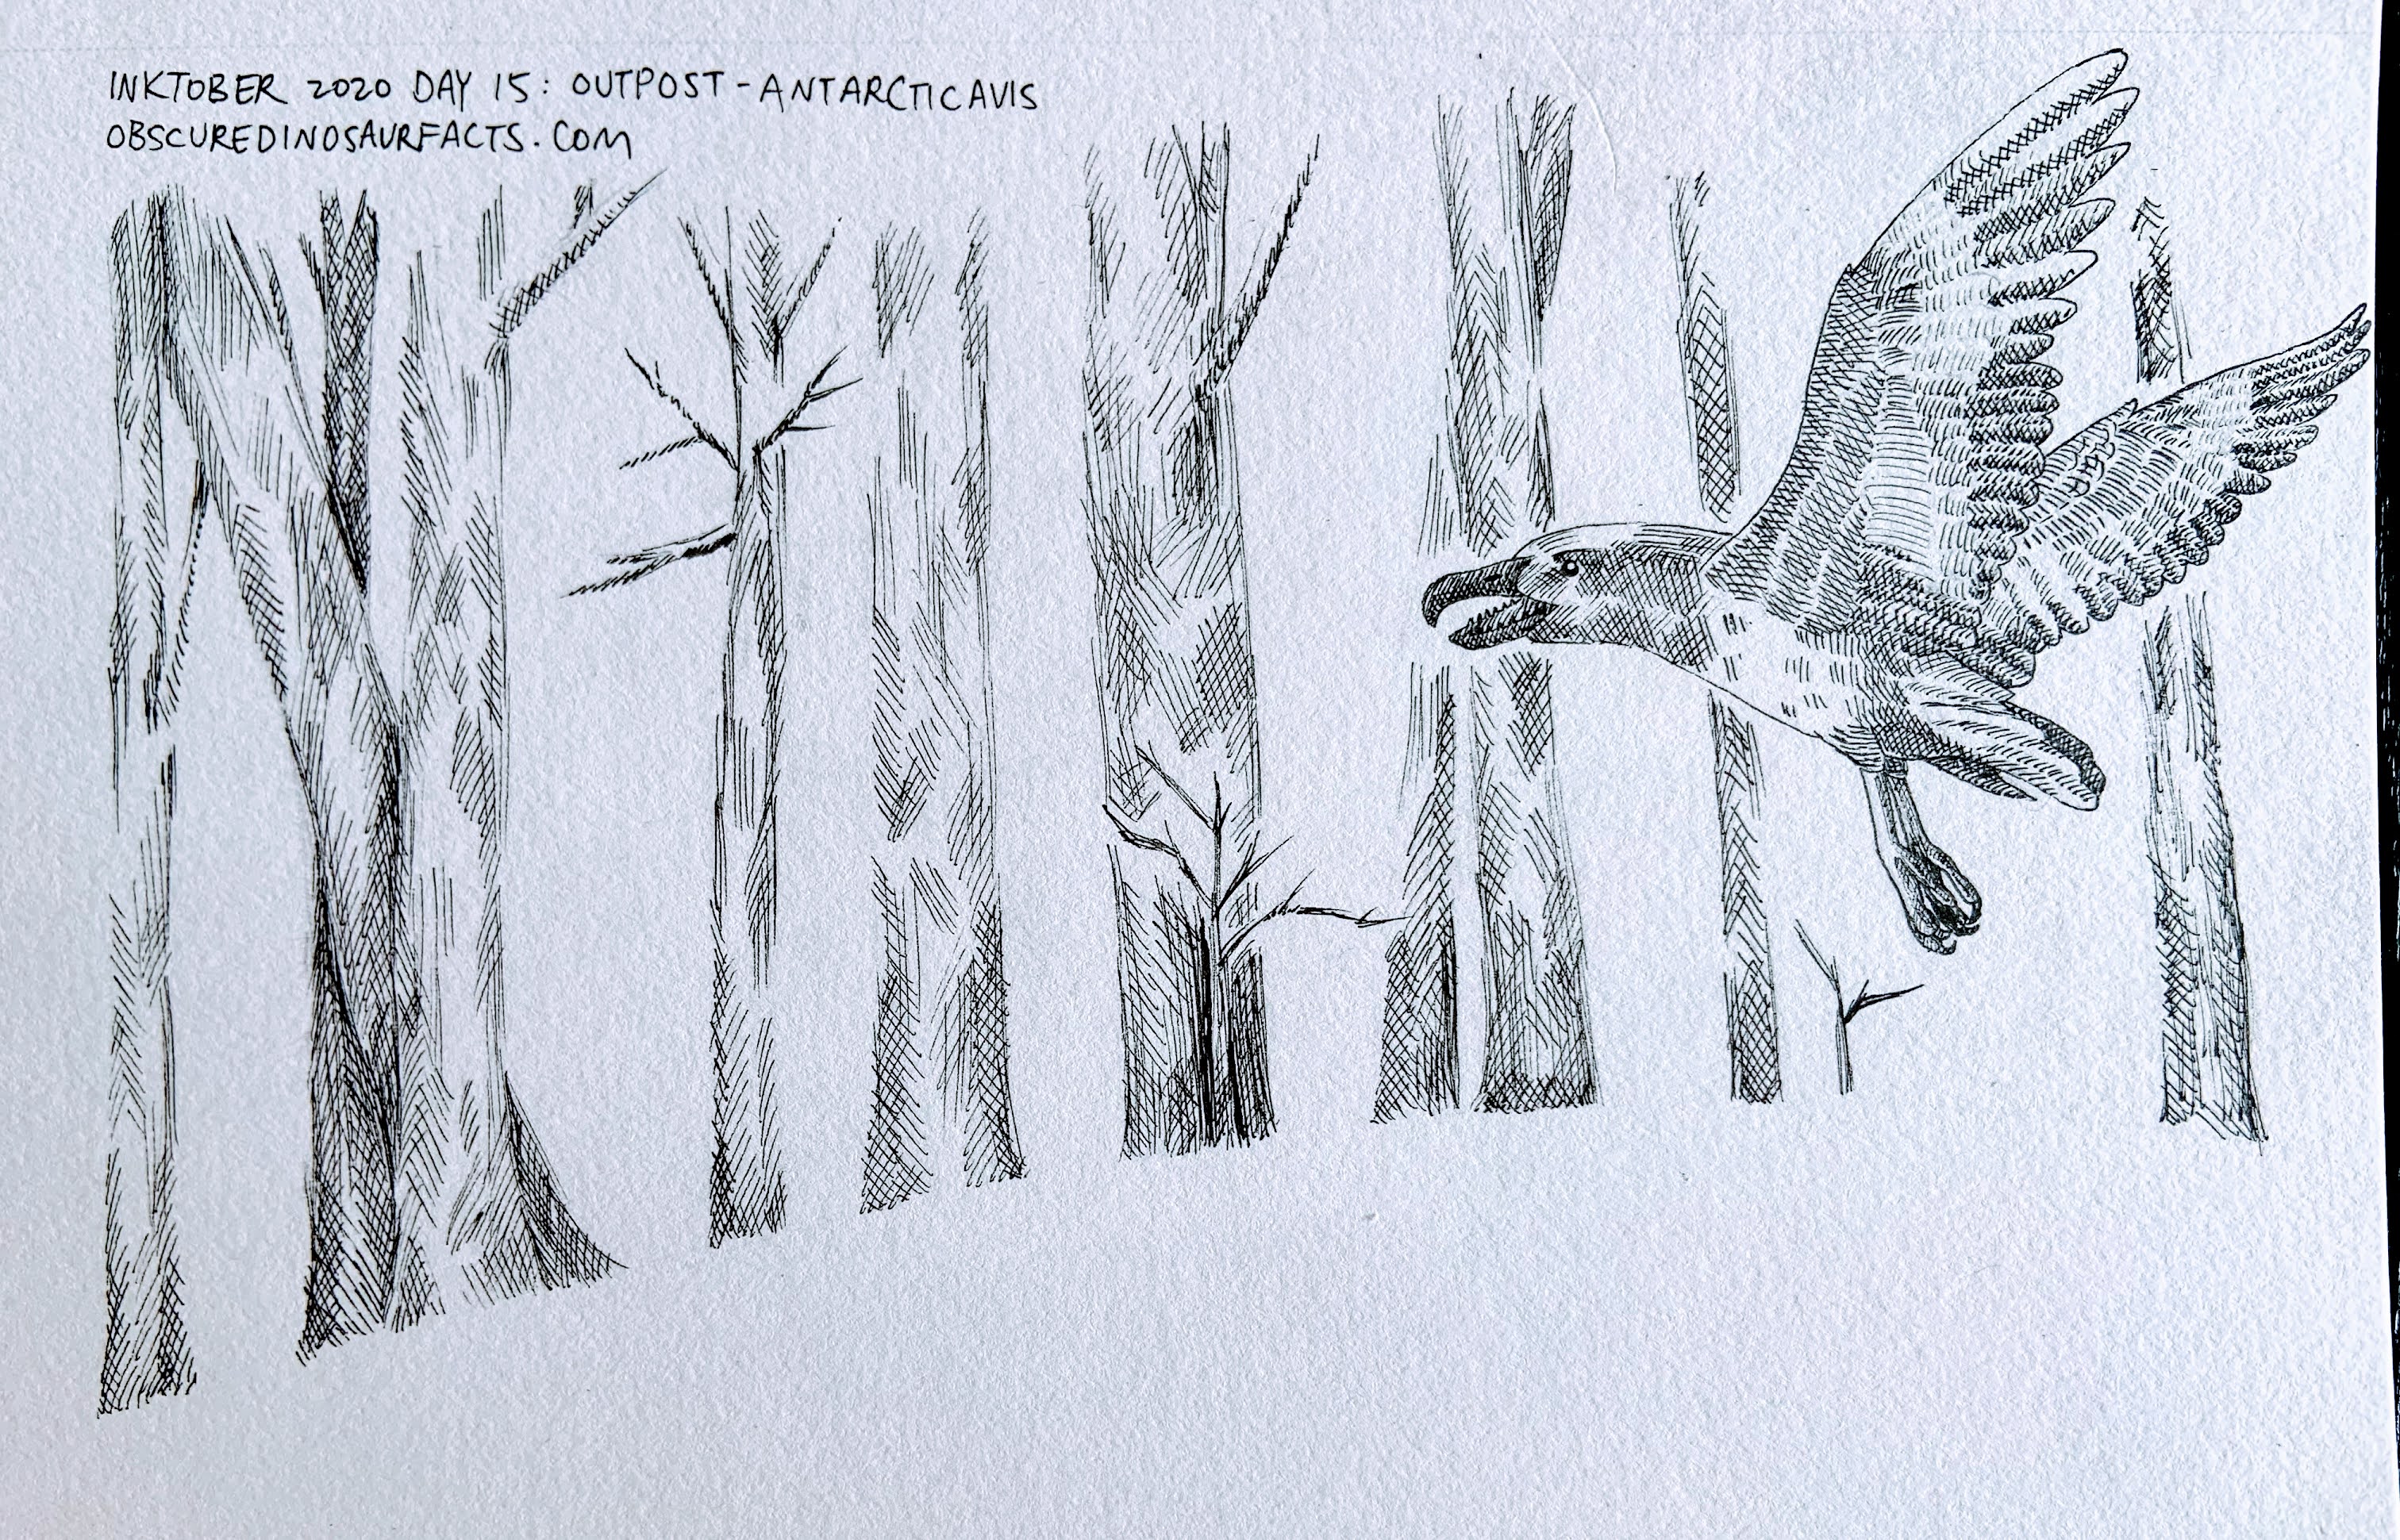 INKTOBER 2020 DAY 15: OUTPOST - ANTARCTICAVIS
OBSCUREDINOSAURFACTS.COM